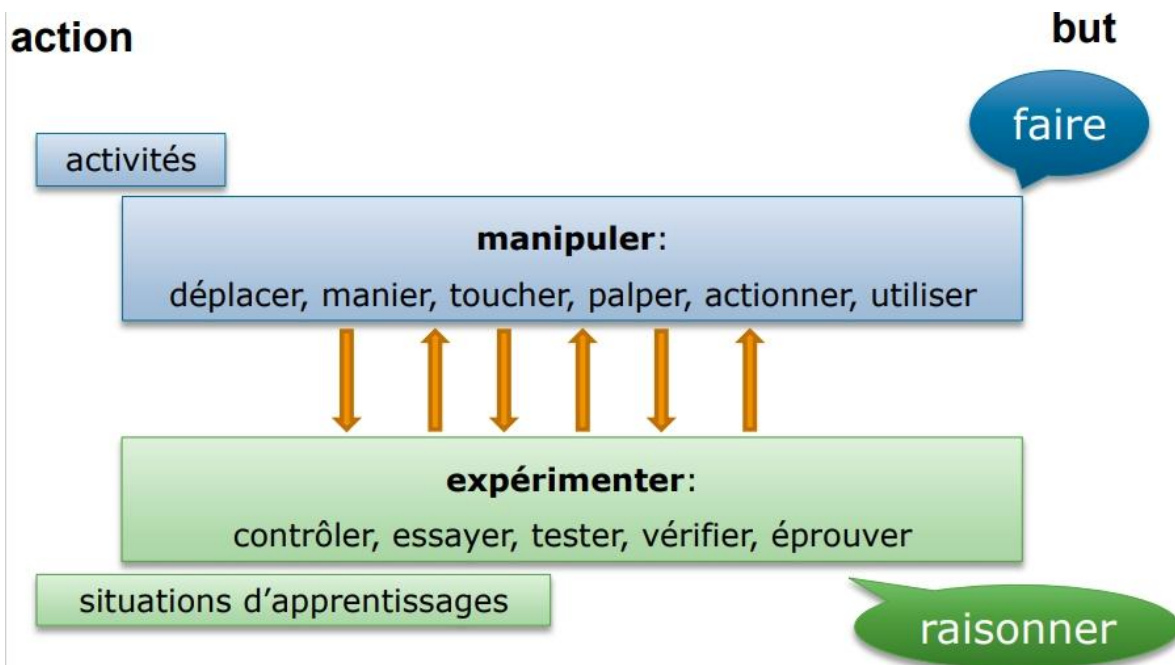 action
but
faire
activités
manipuler:
déplacer, manier, toucher, palper, actionner, utiliser
expérimenter:
contrôler, essayer, tester, vérifier, éprouver
situations d’apprentissages
raisonner